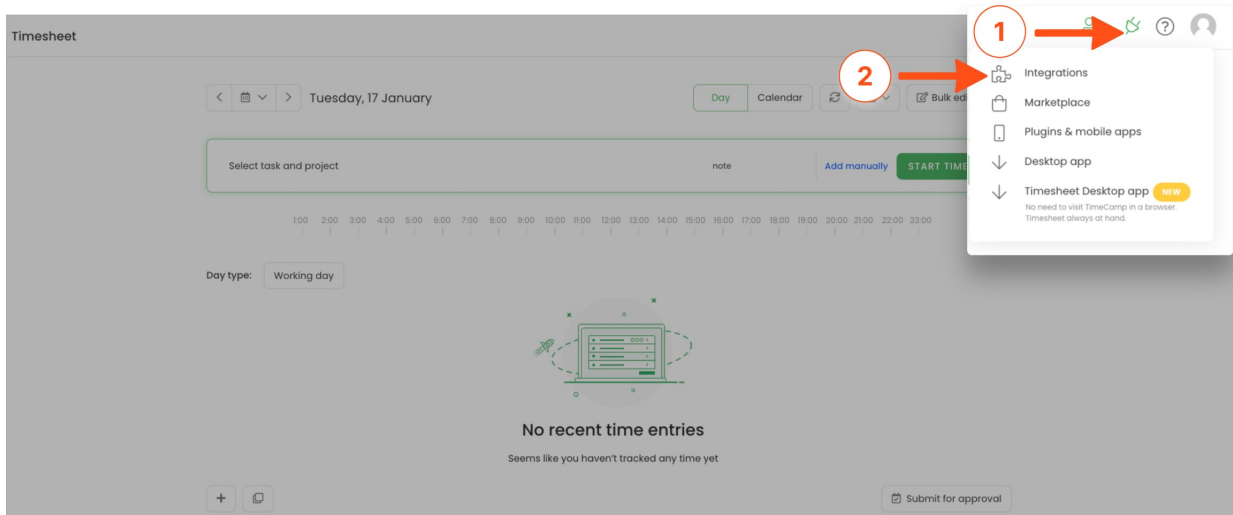 Timesheet
1
2
Tuesday, 17 January
Day Calendar
Select task and project
note
Add manually
START TIME
1:00 2:00 3:00 4:00 5:00 6:00 7:00 8:00 9:00 10:00 11:00 12:00 13:00 14:00 15:00 16:00 17:00 18:00 19:00 20:00 21:00 22:00 23:00
Day type: Working day
No recent time entries
Seems like you haven't tracked any time yet
Submit for approval
Integrations
Marketplace
Plugins & mobile apps
Desktop app
Timesheet Desktop app NEW
No need to visit TimeCamp in a browser.
Timesheet always at hand.